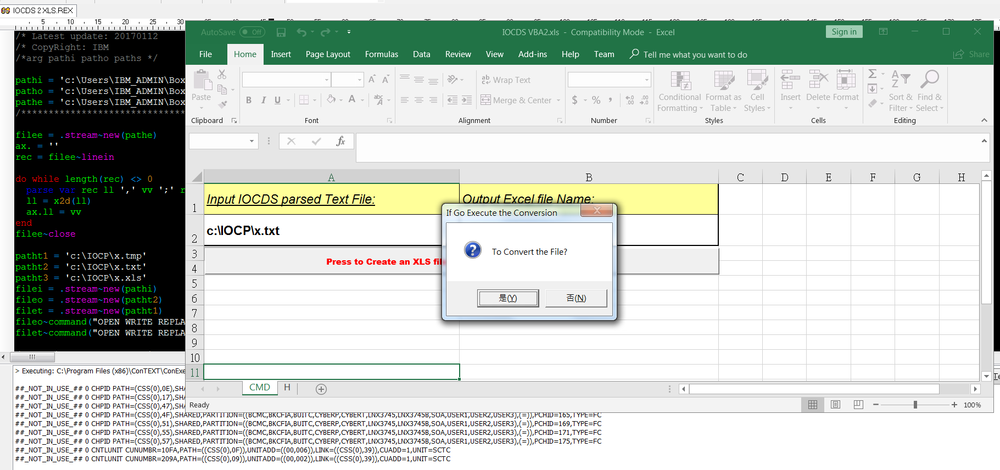 IOCDS 2 XLS.REX
5 10 15 20 25 30
/* Latest update: 20170112
/* CopyRight: IBM
/*arg pathi patho paths */
pathi = 'c:\Users\IBM_ADMIN\Box
patho = 'c:\Users\IBM_ADMIN\Box
pathe = 'c:\Users\IBM_ADMIN\Box
/******************************
filee = .stream~new(pathe)
ax. = ''
rec = filee~linein
do while length(rec) <> 0
parse var rec ll ',' vv ';' r
ll = x2d(ll)
ax.ll = vv
end
filee~close
patht1 = 'c:\IOCP\x.tmp'
patht2 = 'c:\IOCP\x.txt'
patht3 = 'c:\IOCP\x.xls'
filei = .stream~new(pathi)
fileo = .stream~new(patht2)
filet = .stream~new(patht1)
fileo~command("OPEN WRITE REPLA
filet~command("OPEN WRITE REPLA
AutoSave Off
IOCDS VBA2.xls - Compatibility Mode - Excel
Sign in
File Home Insert Page Layout Formulas Data Review View Add-ins Help Team Tell me what you want to do Share
Paste
Clipboard
B I U A
Font
Wrap Text
Merge & Center
Alignment
$ % ,
Number
Conditional Formatting
Format as Table
Cell Styles
Styles
Insert Delete Format
Cells
Sort & Filter
Find & Select
Editing
fx
A B C D E F G H
1 Input IOCDS parsed Text File: Output Excel file Name:
2 c:\IOCP\x.txt
3
4 Press to Create an XLS fil
5
6
7
8
9
10
11
If Go Execute the Conversion
To Convert the File?
是(Y) 否(N)
CMD H
Ready
100%
> Executing: C:\Program Files (x86)\ConTEXT\ConExe
##_NOT_IN_USE_## 0 CHPID PATH=(CSS(0),0E),SHA
##_NOT_IN_USE_## 0 CHPID PATH=(CSS(0),17),SHA
##_NOT_IN_USE_## 0 CHPID PATH=(CSS(0),47),SHA
##_NOT_IN_USE_## 0 CHPID PATH=(CSS(0),4F),SHARED,PARTITION=((BCMC,BKCFIA,BUITC,CYBERP,CYBERT,LNX3745,LNX3745B,SOA,USER1,USER2,USER3),(=)),PCHID=165,TYPE=FC
##_NOT_IN_USE_## 0 CHPID PATH=(CSS(0),51),SHARED,PARTITION=((BCMC,BKCFIA,BUITC,CYBERP,CYBERT,LNX3745,LNX3745B,SOA,USER1,USER2,USER3),(=)),PCHID=169,TYPE=FC
##_NOT_IN_USE_## 0 CHPID PATH=(CSS(0),55),SHARED,PARTITION=((BCMC,BKCFIA,BUITC,CYBERP,CYBERT,LNX3745,LNX3745B,SOA,USER1,USER2,USER3),(=)),PCHID=171,TYPE=FC
##_NOT_IN_USE_## 0 CHPID PATH=(CSS(0),57),SHARED,PARTITION=((BCMC,BKCFIA,BUITC,CYBERP,CYBERT,LNX3745,LNX3745B,SOA,USER1,USER2,USER3),(=)),PCHID=175,TYPE=FC
##_NOT_IN_USE_## 0 CNTLUNIT CUNUMBR=10FA,PATH=((CSS(0),0F)),UNITADD=((00,006)),LINK=((CSS(0),39)),CUADD=1,UNIT=SCTC
##_NOT_IN_USE_## 0 CNTLUNIT CUNUMBR=209A,PATH=((CSS(0),09)),UNITADD=((00,002)),LINK=((CSS(0),39)),CUADD=1,UNIT=SCTC